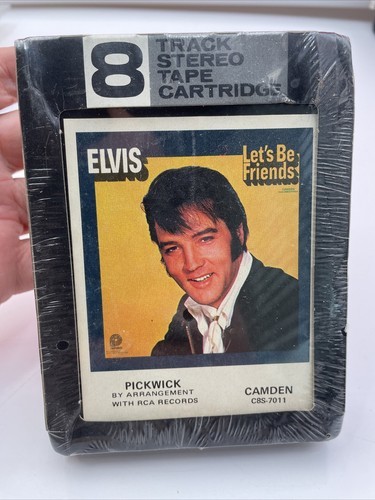 8
TRACK
STEREO
TAPE
CARTRIDGE
ELVIS
Let's Be
Friends
PICKWICK
BY ARRANGEMENT
WITH RCA RECORDS
CAMDEN
C8S-7011